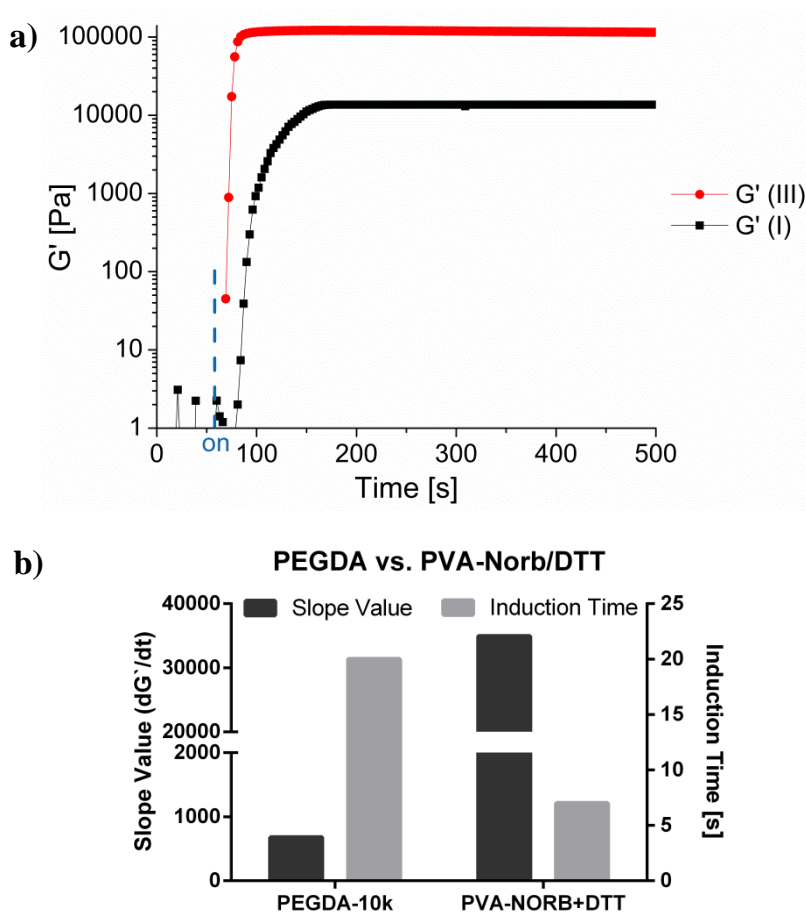 a)
100000
10000
1000
100
10
1
G' [Pa]
0
100
200
300
400
500
on
Time [s]
G' (III)
G' (I)
b)
PEGDA vs. PVA-Norb/DTT
Slope Value
Induction Time
40000
30000
20000
2000
1000
0
Slope Value (dG`/dt)
25
20
15
10
7
4
0
Induction Time [s]
PEGDA-10k
PVA-NORB+DTT